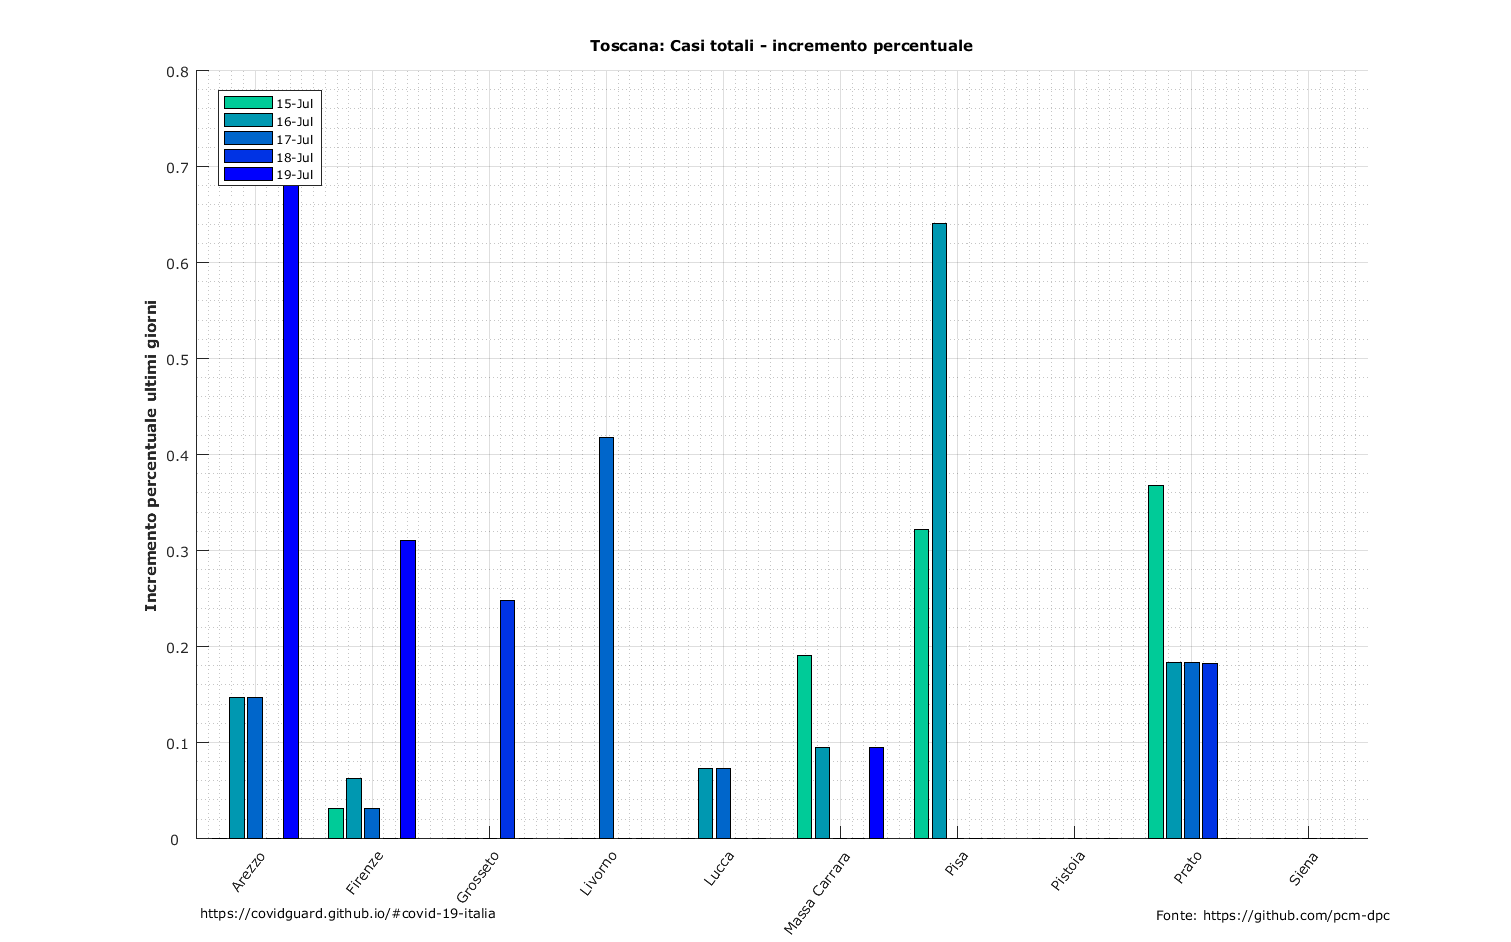 Toscana: Casi totali - incremento percentuale
Incremento percentuale ultimi giorni
0.8
0.7
0.6
0.5
0.4
0.3
0.2
0.1
0
15-Jul
16-Jul
17-Jul
18-Jul
19-Jul
Arezzo
Firenze
Grosseto
Livorno
Lucca
Massa Carrara
Pisa
Pistoia
Prato
Siena
https://covidguard.github.io/#covid-19-italia
Fonte: https://github.com/pcm-dpc